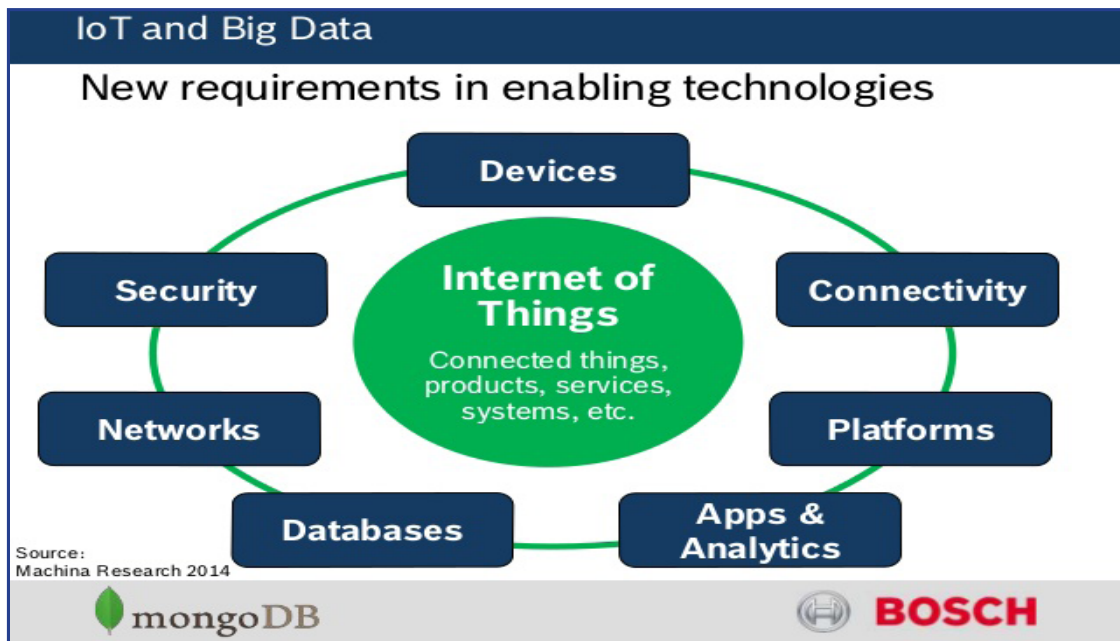 IoT and Big Data
New requirements in enabling technologies
Devices
Security
Internet of
Things
Connected things,
products, services,
systems, etc.
Connectivity
Networks
Platforms
Databases
Apps &
Analytics
Source:
Machina Research 2014
mongoDB
BOSCH